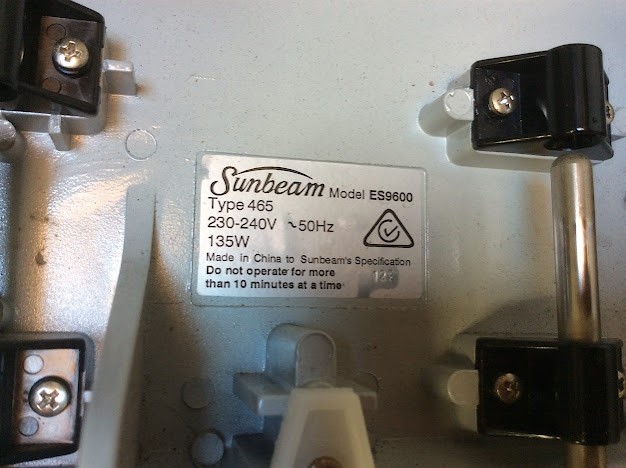 Sunbeam Model ES9600
Type 465
230-240V ~50Hz
135W
Made in China to Sunbeam's Specification
Do not operate for more
than 10 minutes at a time